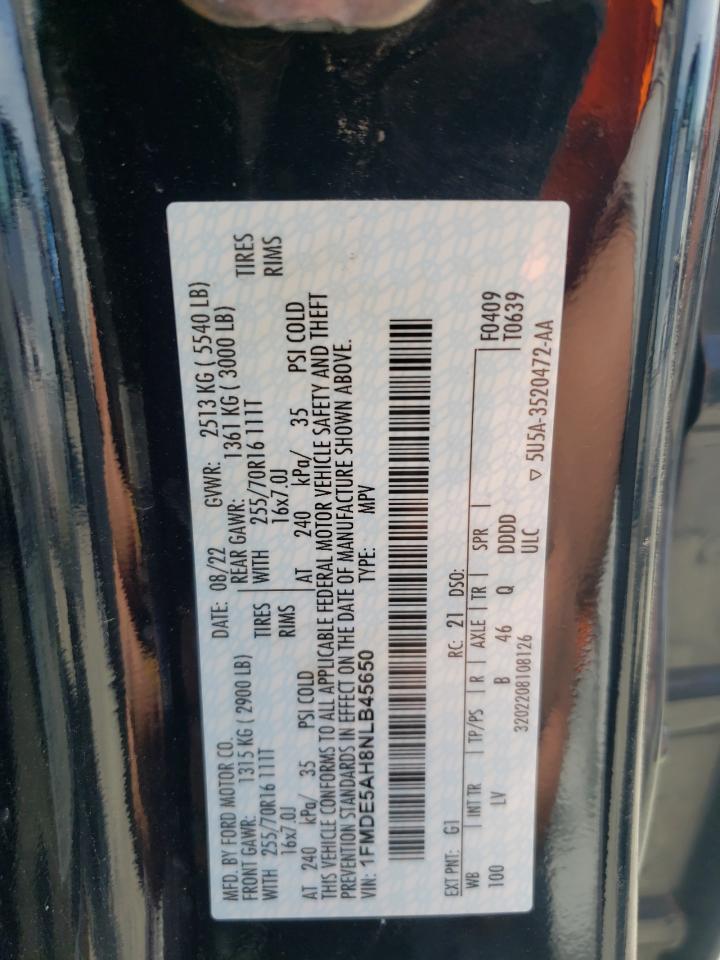 MFD. BY FORD MOTOR CO. DATE: 08/22 GVWR: 2513 KG ( 5540 LB)
FRONT GAWR: 1315 KG ( 2900 LB) REAR GAWR: 1361 KG ( 3000 LB)
WITH 255/70R16 111T TIRES WITH 255/70R16 111T TIRES
16x7.0J RIMS 16x7.0J RIMS
AT 240 kPa/ 35 PSI COLD AT 240 kPa/ 35 PSI COLD
THIS VEHICLE CONFORMS TO ALL APPLICABLE FEDERAL MOTOR VEHICLE SAFETY AND THEFT
PREVENTION STANDARDS IN EFFECT ON THE DATE OF MANUFACTURE SHOWN ABOVE.
VIN: 1FMDE5AH8NLB45650 TYPE: MPV
EXT PNT: G1 RC: 21 DSO: F0409
WB | INT TR | TP/PS | R | AXLE | TR | SPR | T0639
100 LV B 46 Q DDDD
3202208108126 ULC ▽ 5U5A-3520472-AA